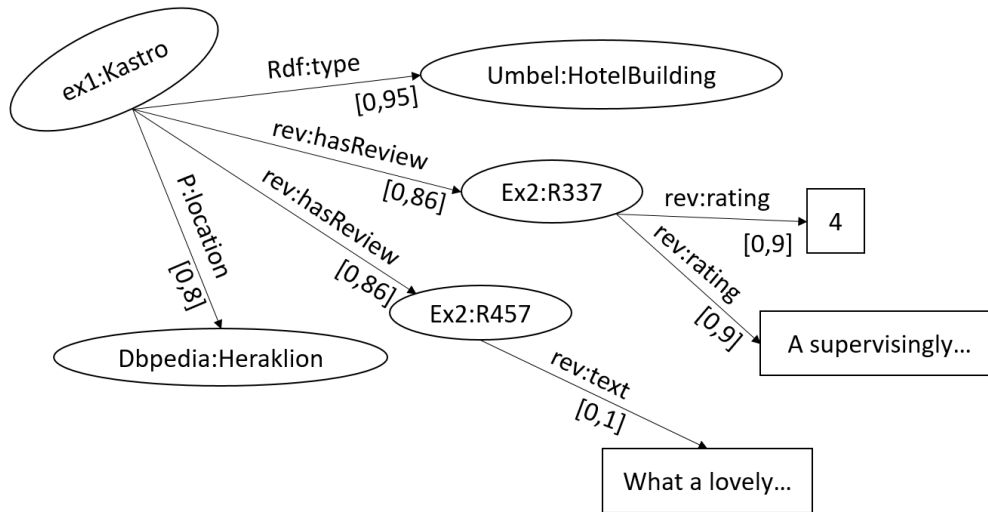 ex1:Kastro
Rdf:type
[0,95]
Umbel:HotelBuilding
rev:hasReview
[0,86]
Ex2:R337
rev:rating
[0,9]
4
rev:rating
[0,9]
A supervisingly...
rev:hasReview
[0,86]
Ex2:R457
P:location
[0,8]
Dbpedia:Heraklion
rev:text
[0,1]
What a lovely...